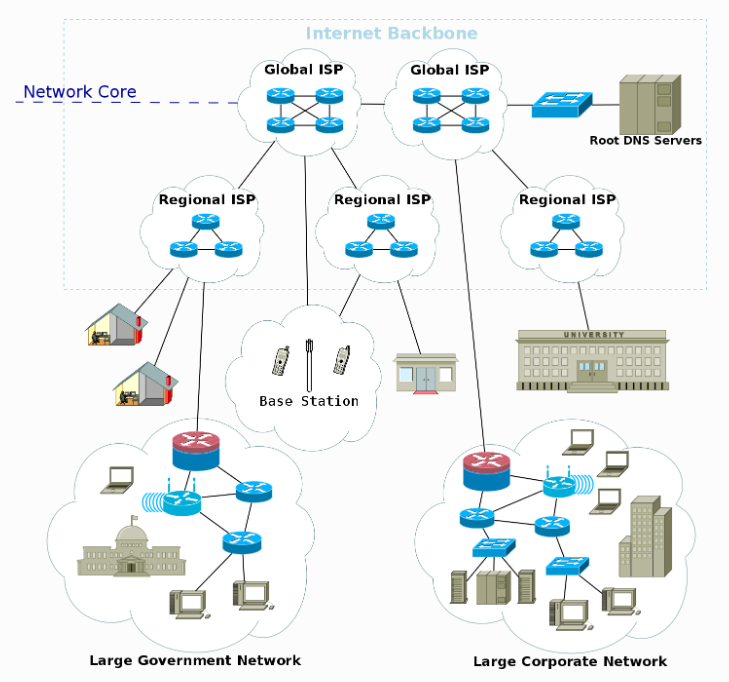 Internet Backbone
Global ISP
Global ISP
Network Core
Root DNS Servers
Regional ISP
Regional ISP
Regional ISP
UNIVERSITY
Base Station
Large Government Network
Large Corporate Network